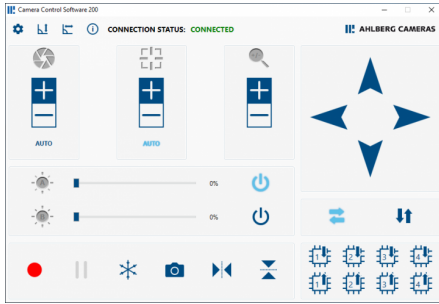 Camera Control Software 200
CONNECTION STATUS: CONNECTED
AHLBERG CAMERAS
AUTO
AUTO
A
0%
B
0%
1 2 3 4
1 2 3 4